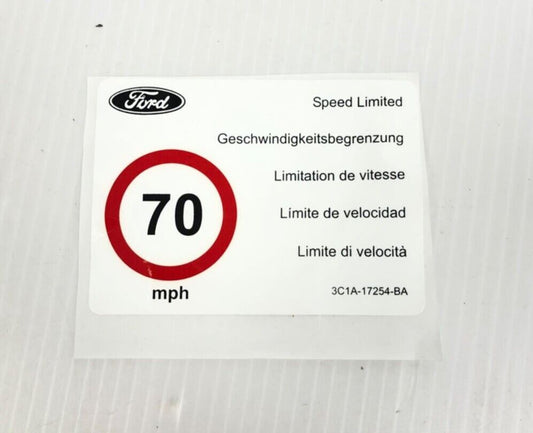 Ford
Speed Limited
Geschwindigkeitsbegrenzung
Limitation de vitesse
Límite de velocidad
Limite di velocità
70
mph
3C1A-17254-BA